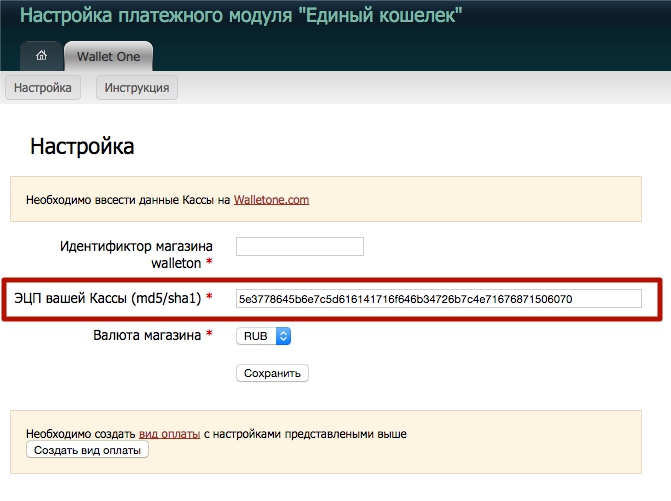 Настройка платежного модуля "Единый кошелек"
Wallet One
Настройка
Инструкция
Настройка
Необходимо ввсести данные Кассы на Walletone.com
Идентификтор магазина
walleton *
ЭЦП вашей Кассы (md5/sha1) *
5e3778645b6e7c5d616141716f646b34726b7c4e71676871506070
Валюта магазина *
RUB
Сохранить
Необходимо создать вид оплаты с настройками представлеными выше
Создать вид оплаты